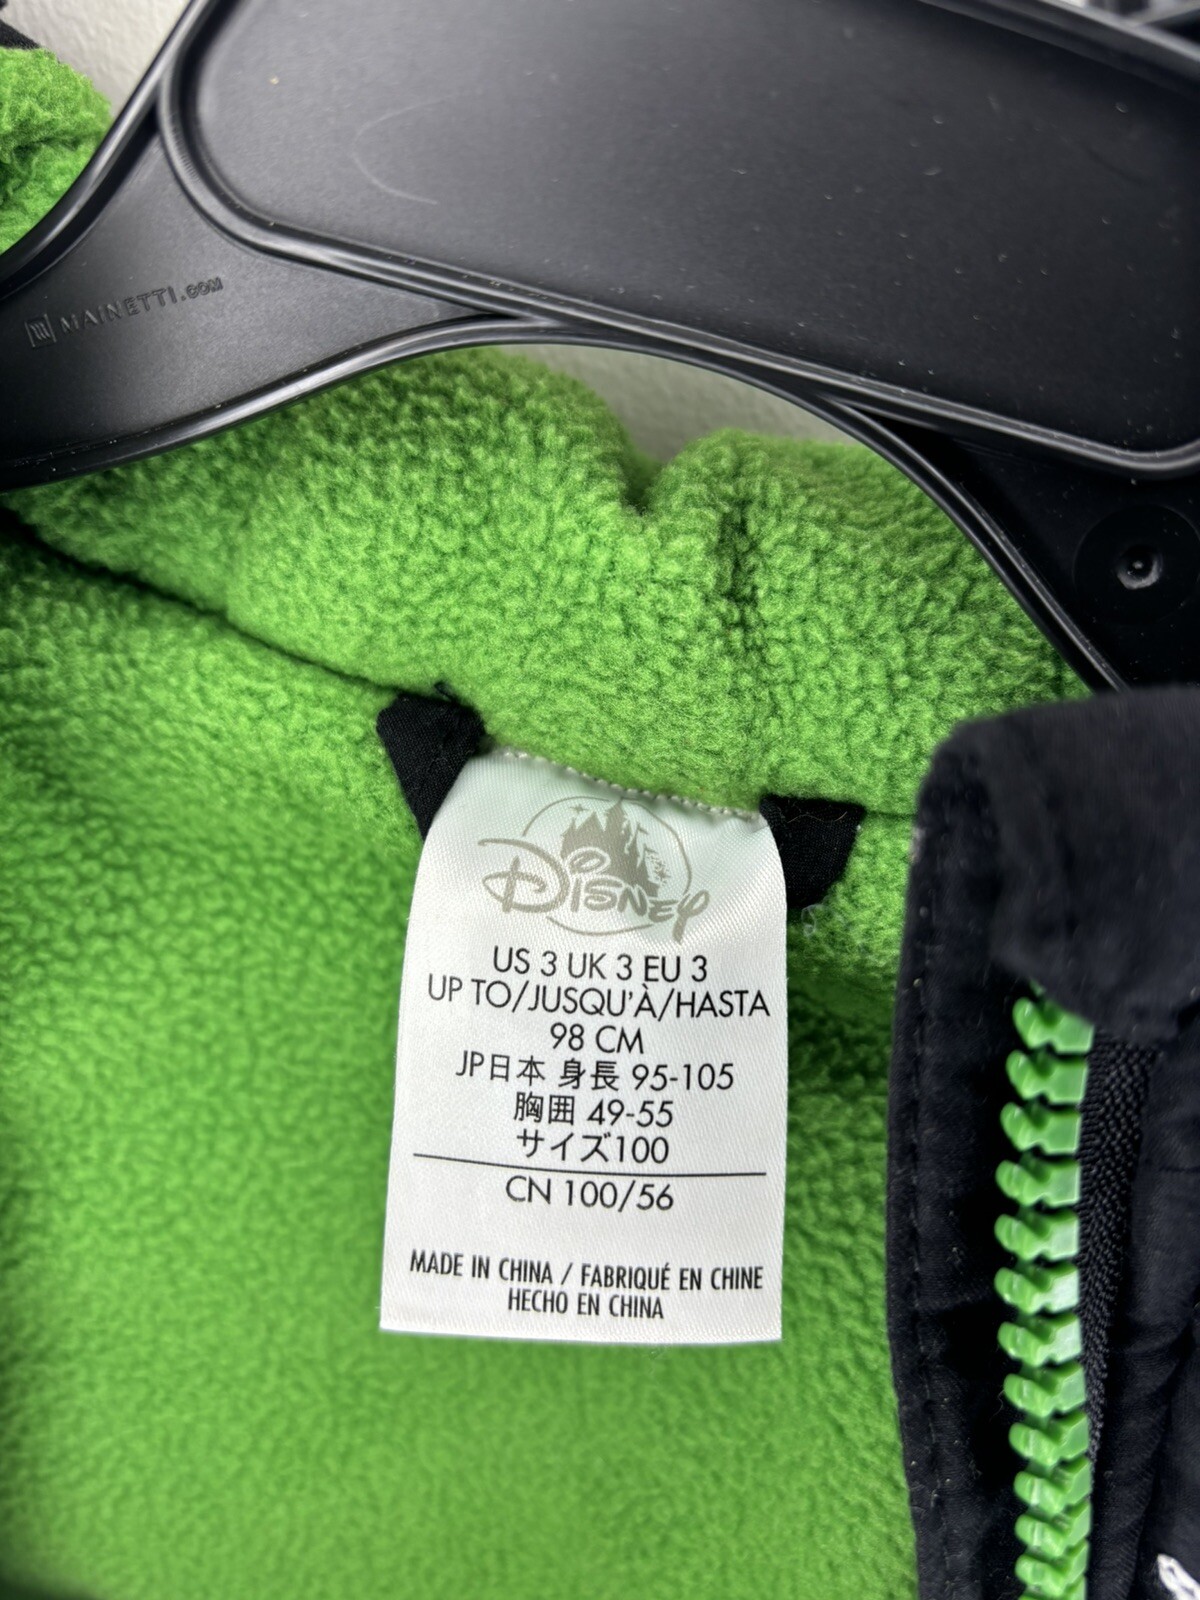 MAINETTI.COM
Disney
US 3 UK 3 EU 3
UP TO/JUSQU'À/HASTA
98 CM
JP日本 身長 95-105
胸囲 49-55
サイズ100
CN 100/56
MADE IN CHINA / FABRIQUÉ EN CHINE
HECHO EN CHINA